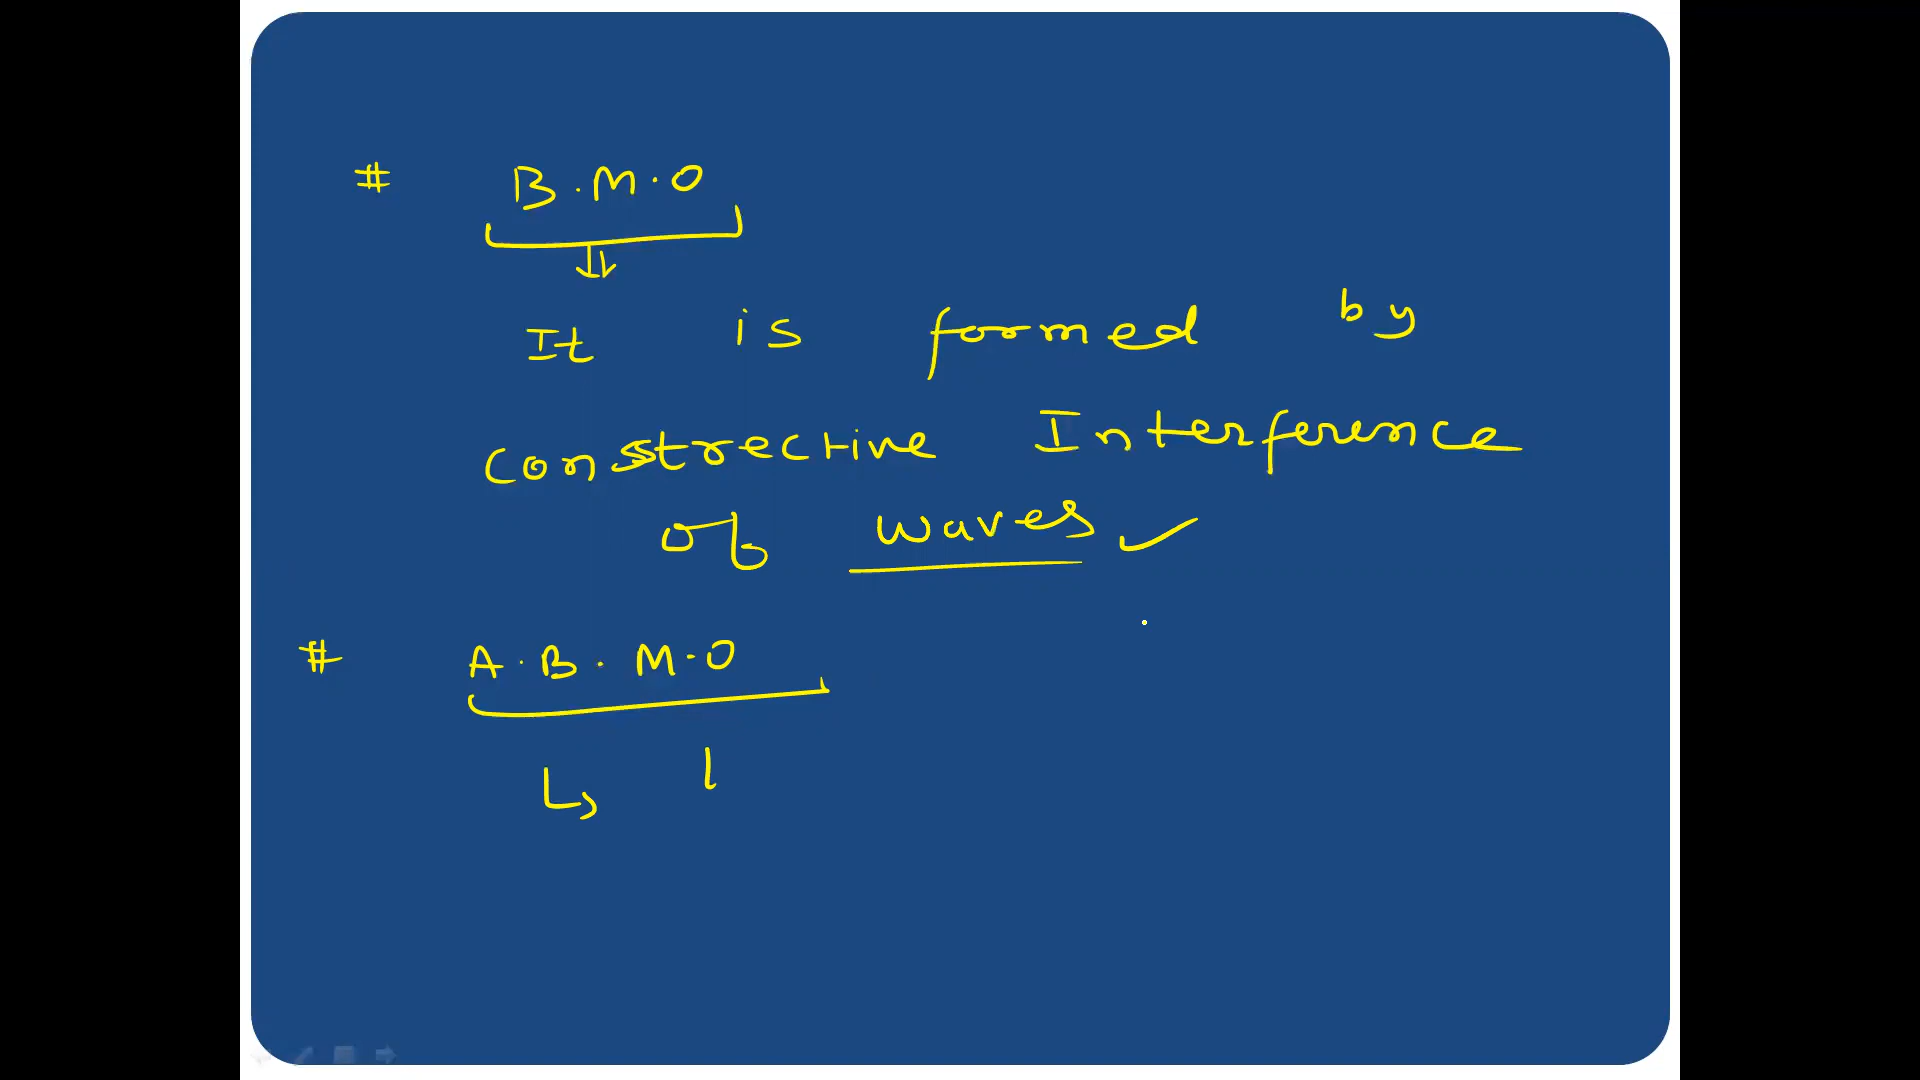 # B.M.O
It is formed by
constrective Interference
of waves
# A.B.M.O